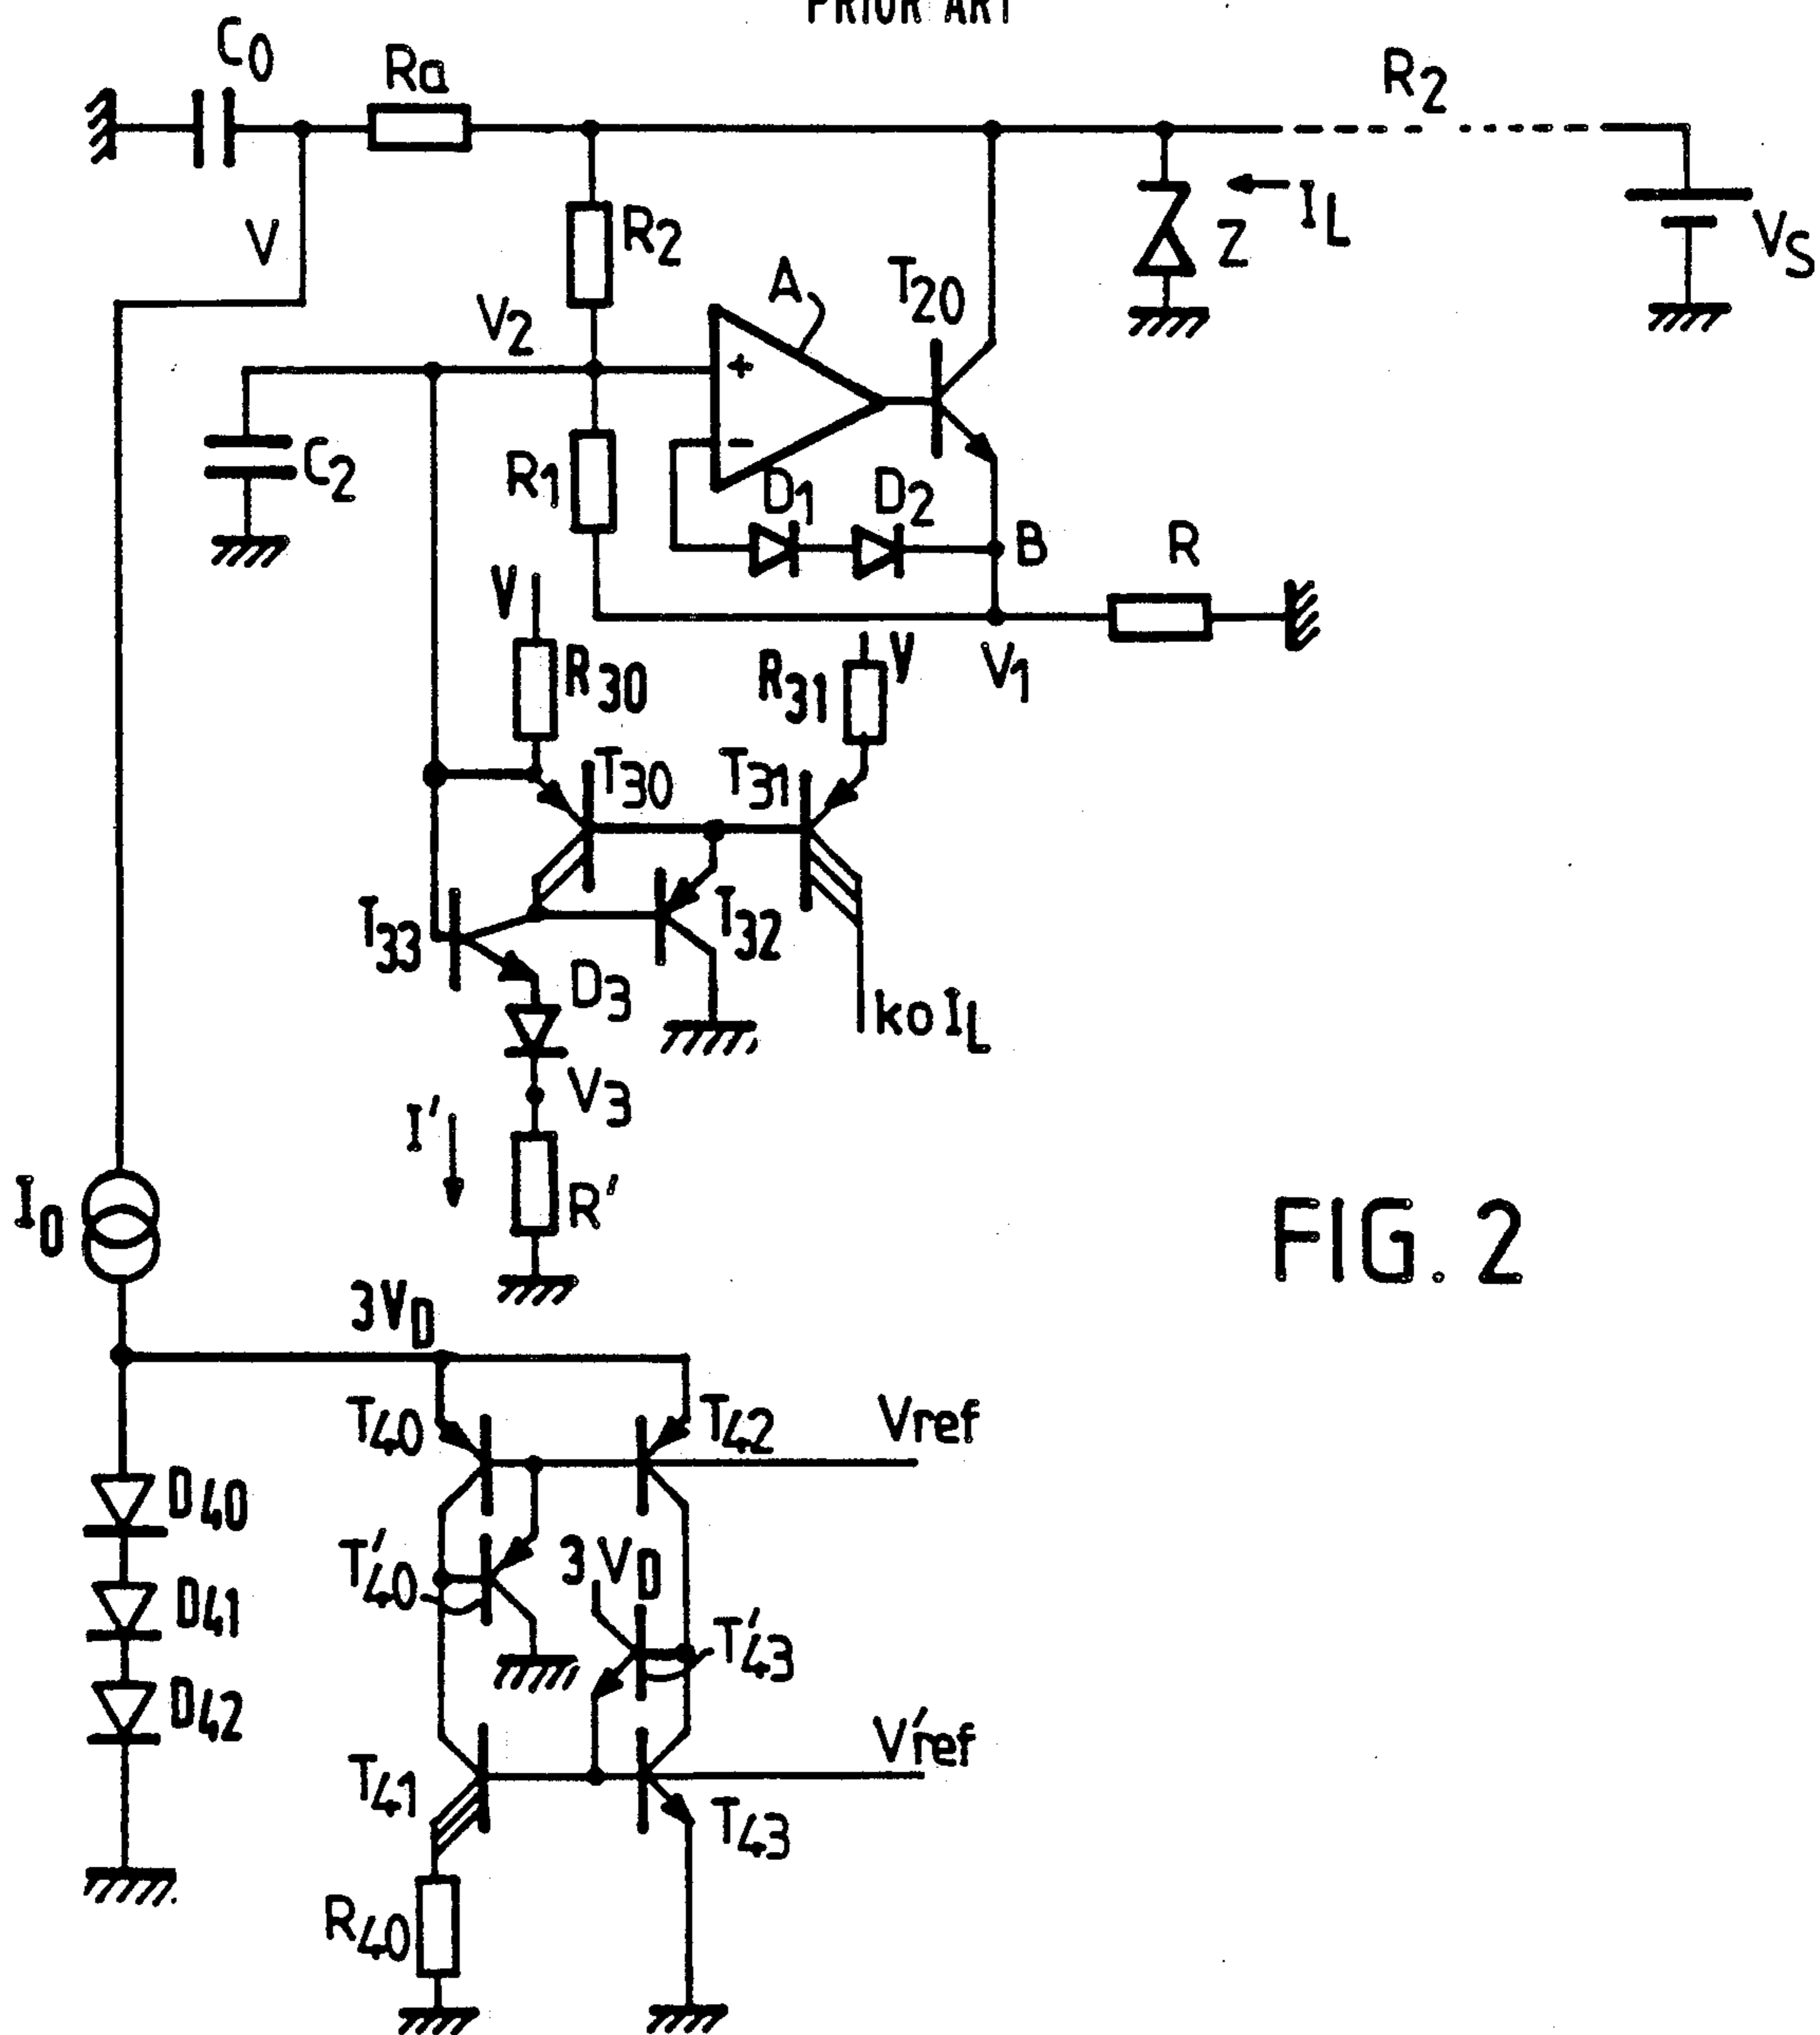 PRIOR ART
C0
Ra
R2
V
R2
V2
A
T20
Z
IL
VS
C2
R1
D1
D2
B
R
V
R30
R31
V
V1
T30
T31
T33
T32
D3
koIL
V3
I'
R'
I0
FIG. 2
3VD
T40
T42
Vref
D40
T'40
3VD
D41
T'43
D42
V'ref
T41
T43
R40
+
-